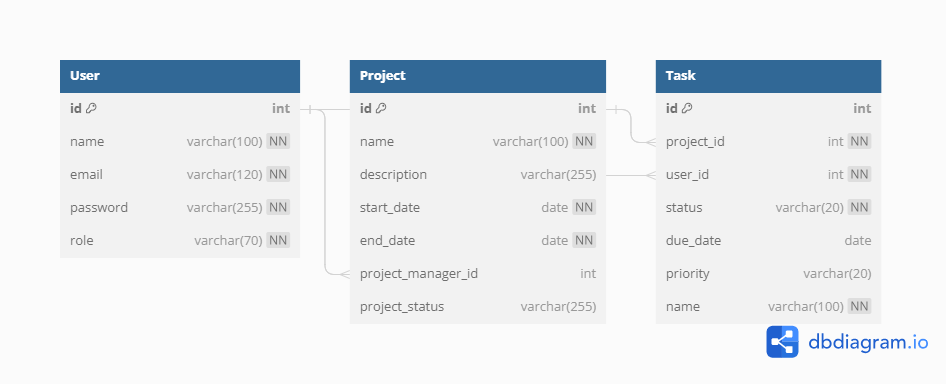 User
id int
name varchar(100) NN
email varchar(120) NN
password varchar(255) NN
role varchar(70) NN
Project
id int
name varchar(100) NN
description varchar(255)
start_date date NN
end_date date NN
project_manager_id int
project_status varchar(255)
Task
id int
project_id int NN
user_id int NN
status varchar(20) NN
due_date date
priority varchar(20)
name varchar(100) NN
dbdiagram.io